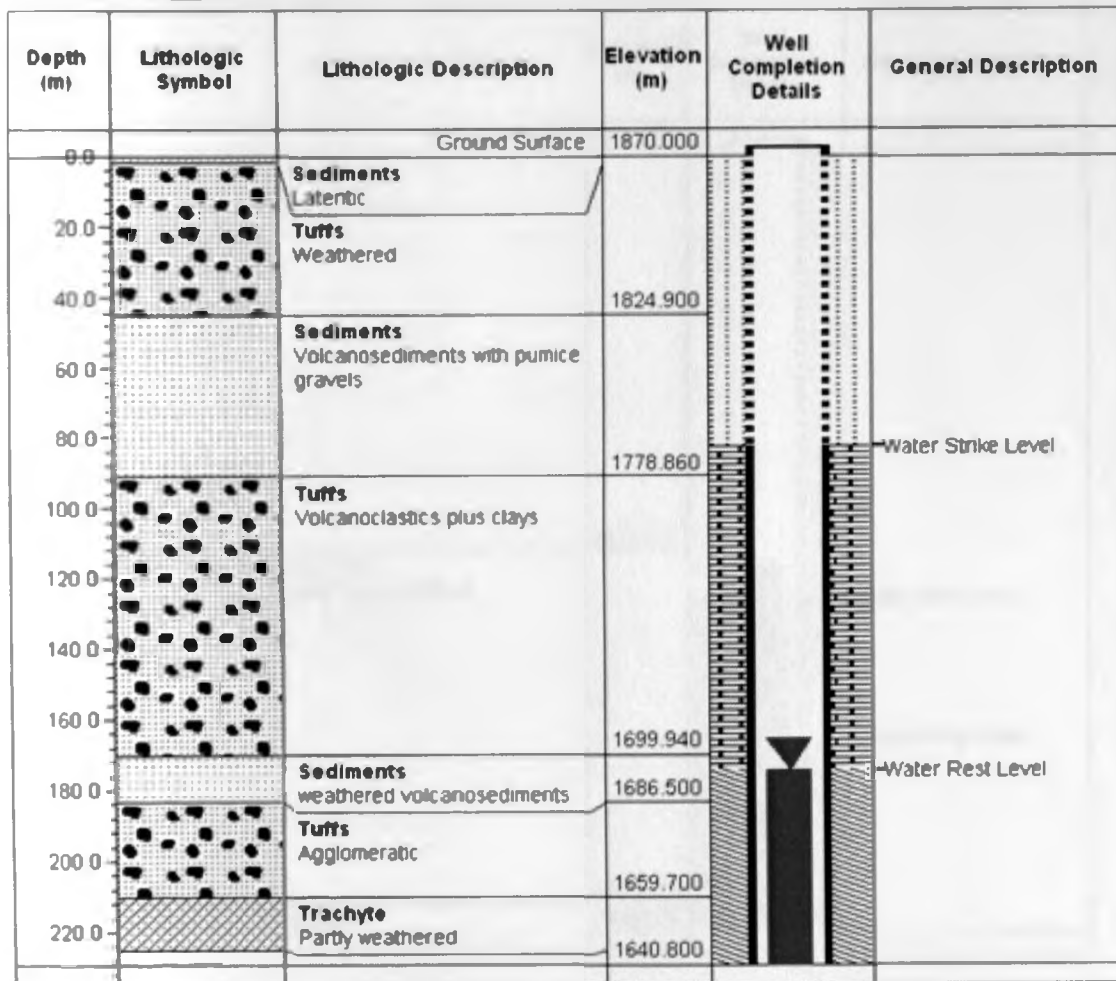 Depth (m)
Lithologic Symbol
Lithologic Description
Elevation (m)
Well Completion Details
General Description
Ground Surface
1870.000
0.0
Sediments
Latentic
20.0
Tuffs
Weathered
40.0
1824.900
Sediments
Volcanosediments with pumice
gravels
60 0
80 0
Water Strike Level
1778.860
Tuffs
Volcanoclastics plus clays
100 0
120 0
140 0
160 0
1699.940
Sediments
weathered volcanosediments
Water Rest Level
180 0
1686.500
Tuffs
Agglomeratic
200 0
1659.700
Trachyte
Partly weathered
220.0
1640.800